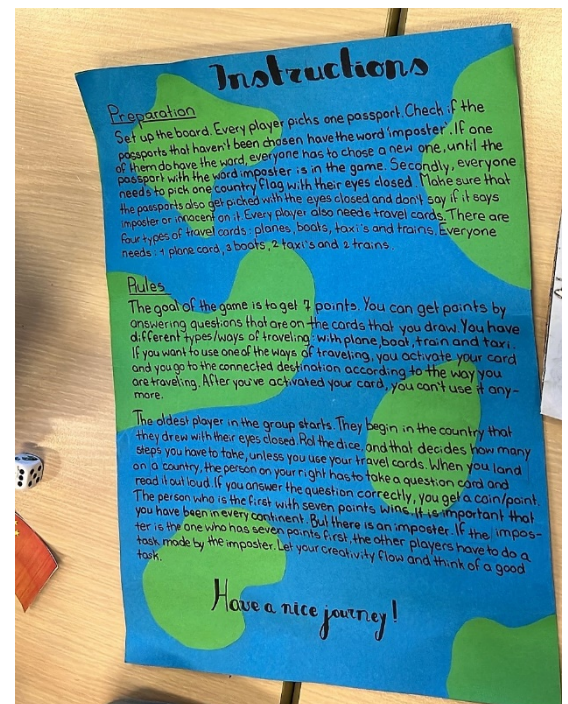 Instructions
Preparation
Set up the board. Every player picks one passport. Check if the
passports that haven't been chosen have the word 'imposter'. If one
of them do have the word, everyone has to chose a new one, until the
passport with the word imposter is in the game. Secondly, everyone
needs to pick one country flag with their eyes closed. Make sure that
the passports also get picked with the eyes closed and don't say if it says
imposter or innocent on it. Every player also needs travel cards. There are
four types of travel cards: planes, boats, taxi's and trains. Everyone
needs: 1 plane card, 3 boats, 2 taxi's and 2 trains.
Rules
The goal of the game is to get 7 points. You can get points by
answering questions that are on the cards that you draw. You have
different types/ways of traveling: with plane, boat, train and taxi.
If you want to use one of the ways of traveling, you activate your card
and you go to the connected destination according to the way you
are traveling. After you've activated your card, you can't use it any-
more.
The oldest player in the group starts. They begin in the country that
they drew with their eyes closed. Rol the dice, and that decides how many
steps you have to take, unless you use your travel cards. When you land
on a country, the person on your right has to take a question card and
read it out loud. If you answer the question correctly, you get a coin/point.
The person who is the first with seven points wins. It is important that
you have been in every continent. But there is an imposter. If the impos-
ter is the one who has seven points first, the other players have to do a
task made by the imposter. Let your creativity flow and think of a good
task.
Have a nice journey!